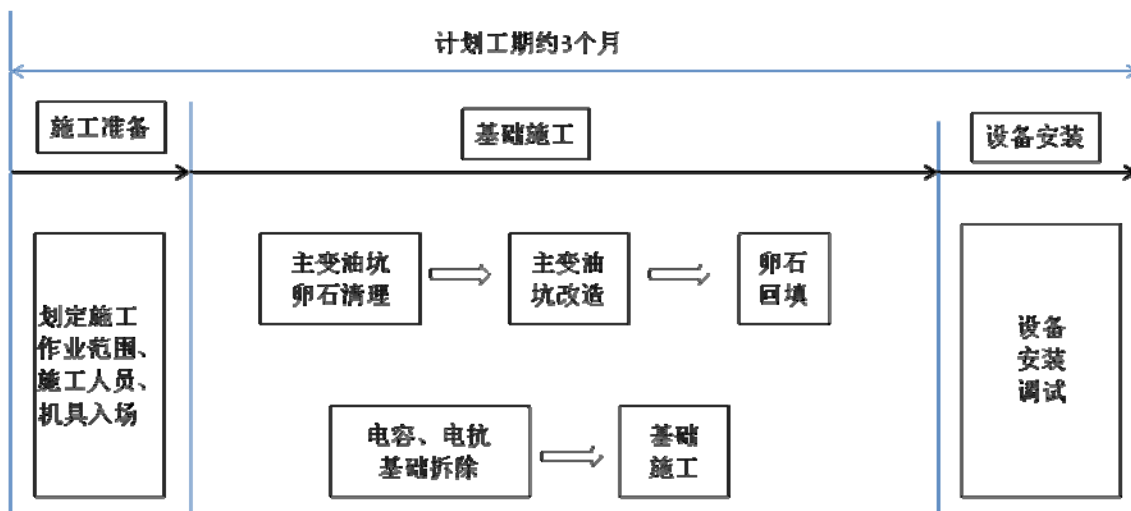 计划工期约3个月
施工准备
基础施工
设备安装
划定施工
作业范围、
施工人员、
机具入场
主变油坑
卵石清理
主变油
坑改造
卵石
回填
电容、电抗
基础拆除
基础
施工
设备
安装
调试